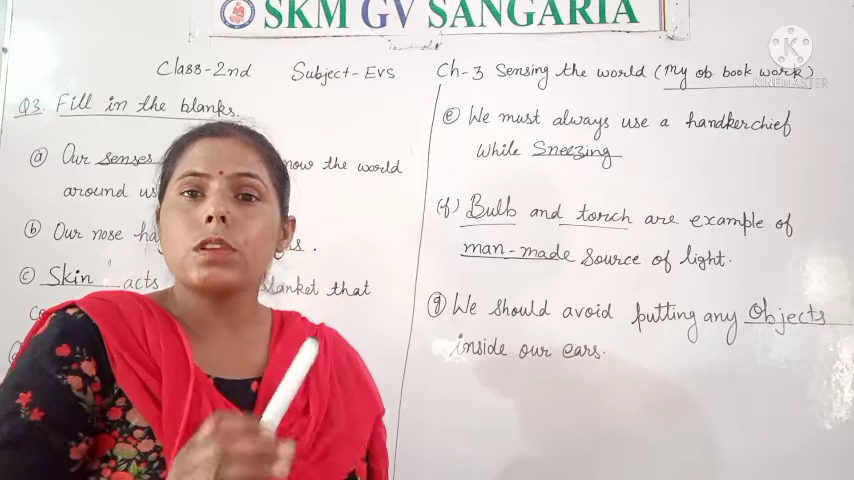 SKM GV SANGARIA
Class-2nd Subject-EVS Ch-3 Sensing the world (My ob. book work)
KINEMASTER
Q3. Fill in the blanks.
(a) Our senses know the world
around us
(b) Our nose ha
(c) Skin acts blanket that
co
(e) We must always use a handkerchief
while Sneezing
(f) Bulb and torch are example of
man-made source of light.
(g) We should avoid putting any Objects
inside our ears.